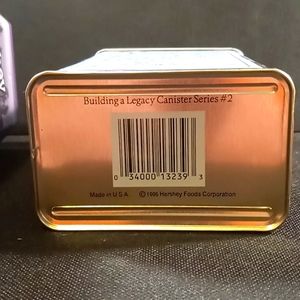 Building a Legacy Canister Series #2
0 34000 13239 3
Made in U S A ©1995 Hershey Foods Corporation